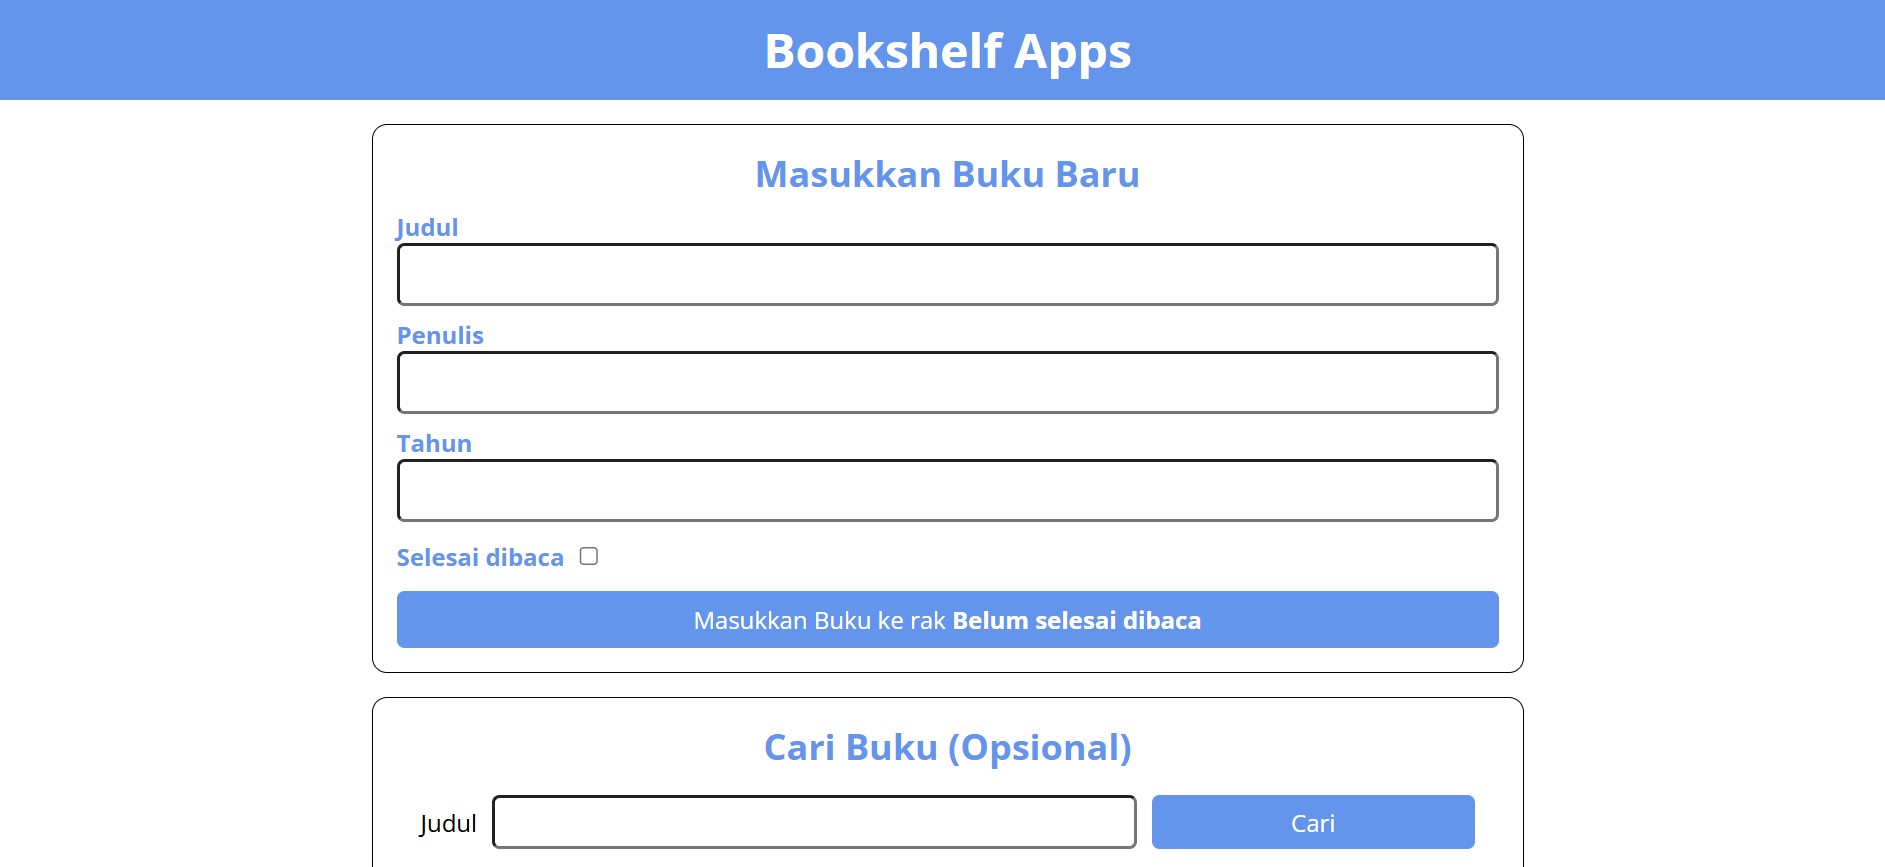 Bookshelf Apps
Masukkan Buku Baru
Judul
Penulis
Tahun
Selesai dibaca
Masukkan Buku ke rak Belum selesai dibaca
Cari Buku (Opsional)
Judul
Cari